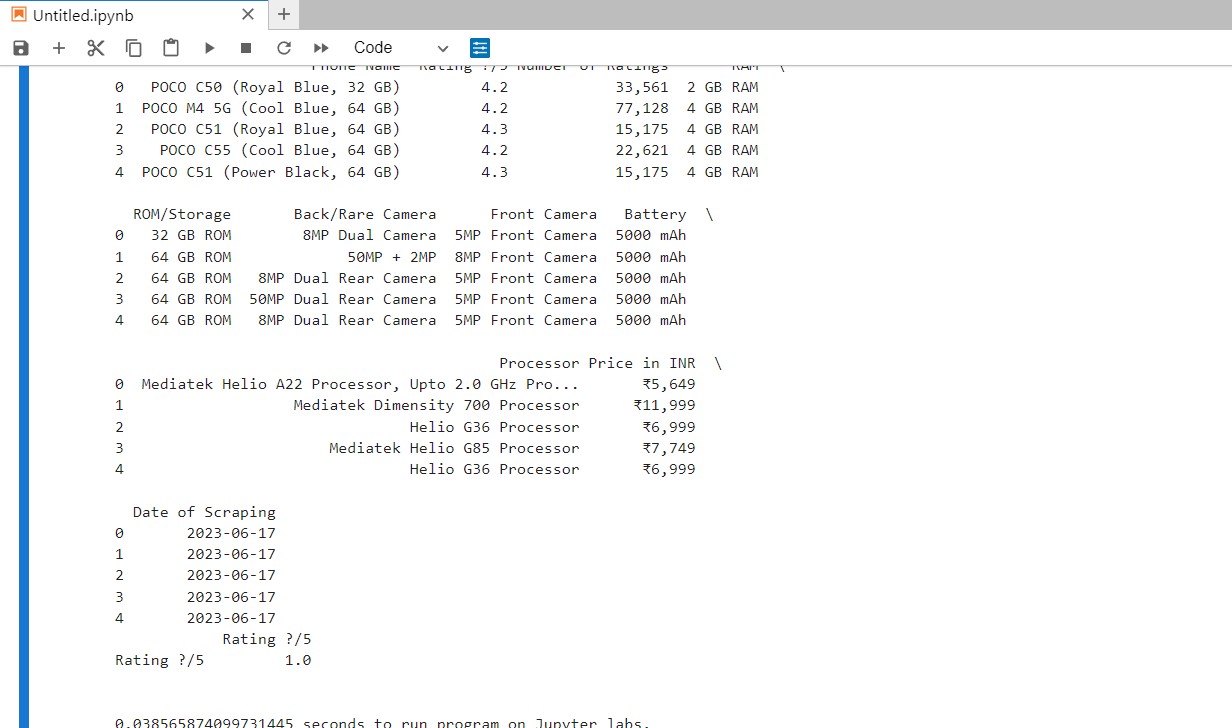 Untitled.ipynb
Code
Phone Name Rating ?/5 Number of Ratings RAM \
0 POCO C50 (Royal Blue, 32 GB) 4.2 33,561 2 GB RAM
1 POCO M4 5G (Cool Blue, 64 GB) 4.2 77,128 4 GB RAM
2 POCO C51 (Royal Blue, 64 GB) 4.3 15,175 4 GB RAM
3 POCO C55 (Cool Blue, 64 GB) 4.2 22,621 4 GB RAM
4 POCO C51 (Power Black, 64 GB) 4.3 15,175 4 GB RAM
ROM/Storage Back/Rare Camera Front Camera Battery \
0 32 GB ROM 8MP Dual Camera 5MP Front Camera 5000 mAh
1 64 GB ROM 50MP + 2MP 8MP Front Camera 5000 mAh
2 64 GB ROM 8MP Dual Rear Camera 5MP Front Camera 5000 mAh
3 64 GB ROM 50MP Dual Rear Camera 5MP Front Camera 5000 mAh
4 64 GB ROM 8MP Dual Rear Camera 5MP Front Camera 5000 mAh
Processor Price in INR \
0 Mediatek Helio A22 Processor, Upto 2.0 GHz Pro... ₹5,649
1 Mediatek Dimensity 700 Processor ₹11,999
2 Helio G36 Processor ₹6,999
3 Mediatek Helio G85 Processor ₹7,749
4 Helio G36 Processor ₹6,999
Date of Scraping
0 2023-06-17
1 2023-06-17
2 2023-06-17
3 2023-06-17
4 2023-06-17
Rating ?/5
Rating ?/5 1.0
0.038565874099731445 seconds to run program on Jupyter labs.